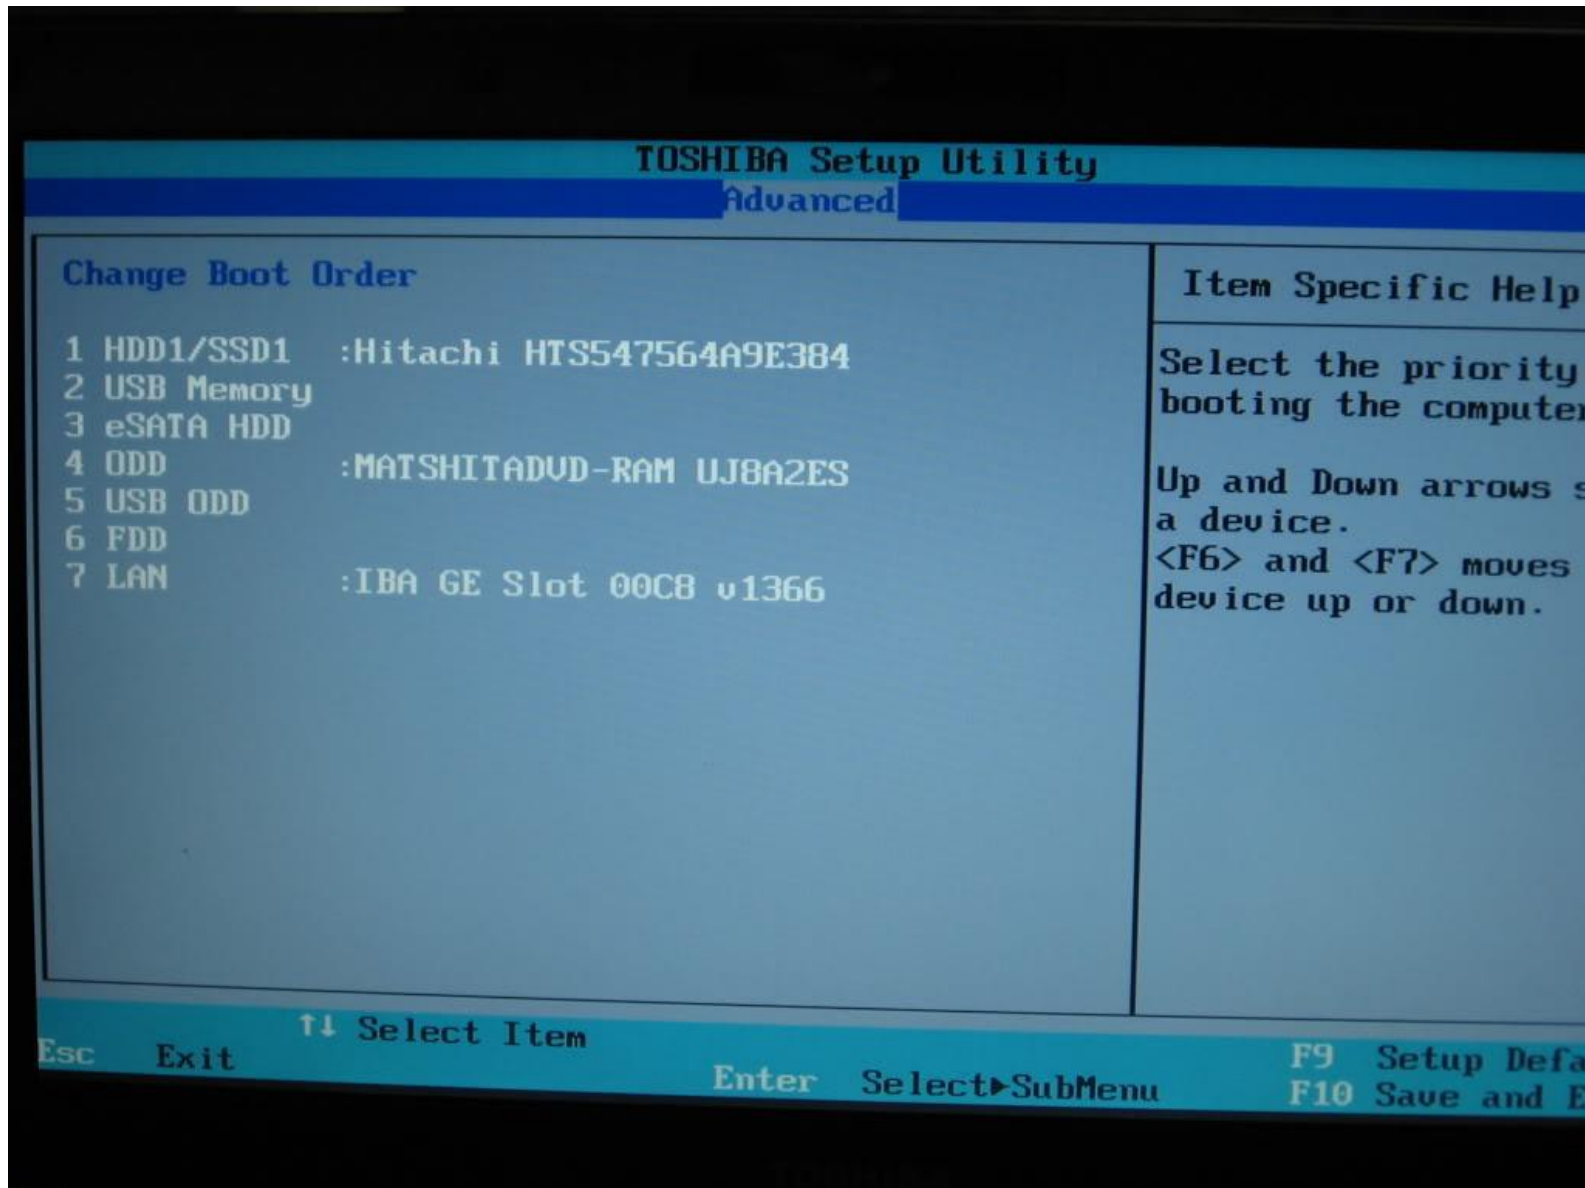 TOSHIBA Setup Utility
Advanced
Change Boot Order
1 HDD1/SSD1 :Hitachi HTS547564A9E384
2 USB Memory
3 eSATA HDD
4 ODD :MATSHITADVD-RAM UJ8A2ES
5 USB ODD
6 FDD
7 LAN :IBA GE Slot 00C8 v1366
Item Specific Help
Select the priority
booting the computer
Up and Down arrows
a device.
<F6> and <F7> moves
device up or down.
↑↓ Select Item
Esc Exit
Enter Select▶SubMenu
F9 Setup
F10 Save and